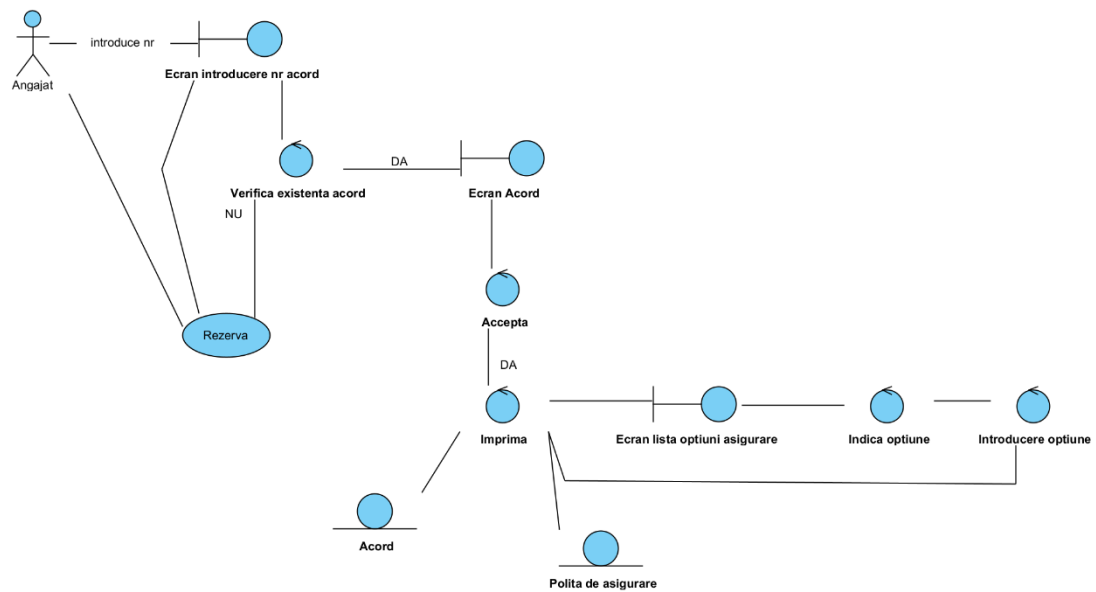 introduce nr
Ecran introducere nr acord
Angajat
DA
Verifica existenta acord
Ecran Acord
NU
Accepta
Rezerva
DA
Imprima
Ecran lista optiuni asigurare
Indica optiune
Introducere optiune
Acord
Polita de asigurare